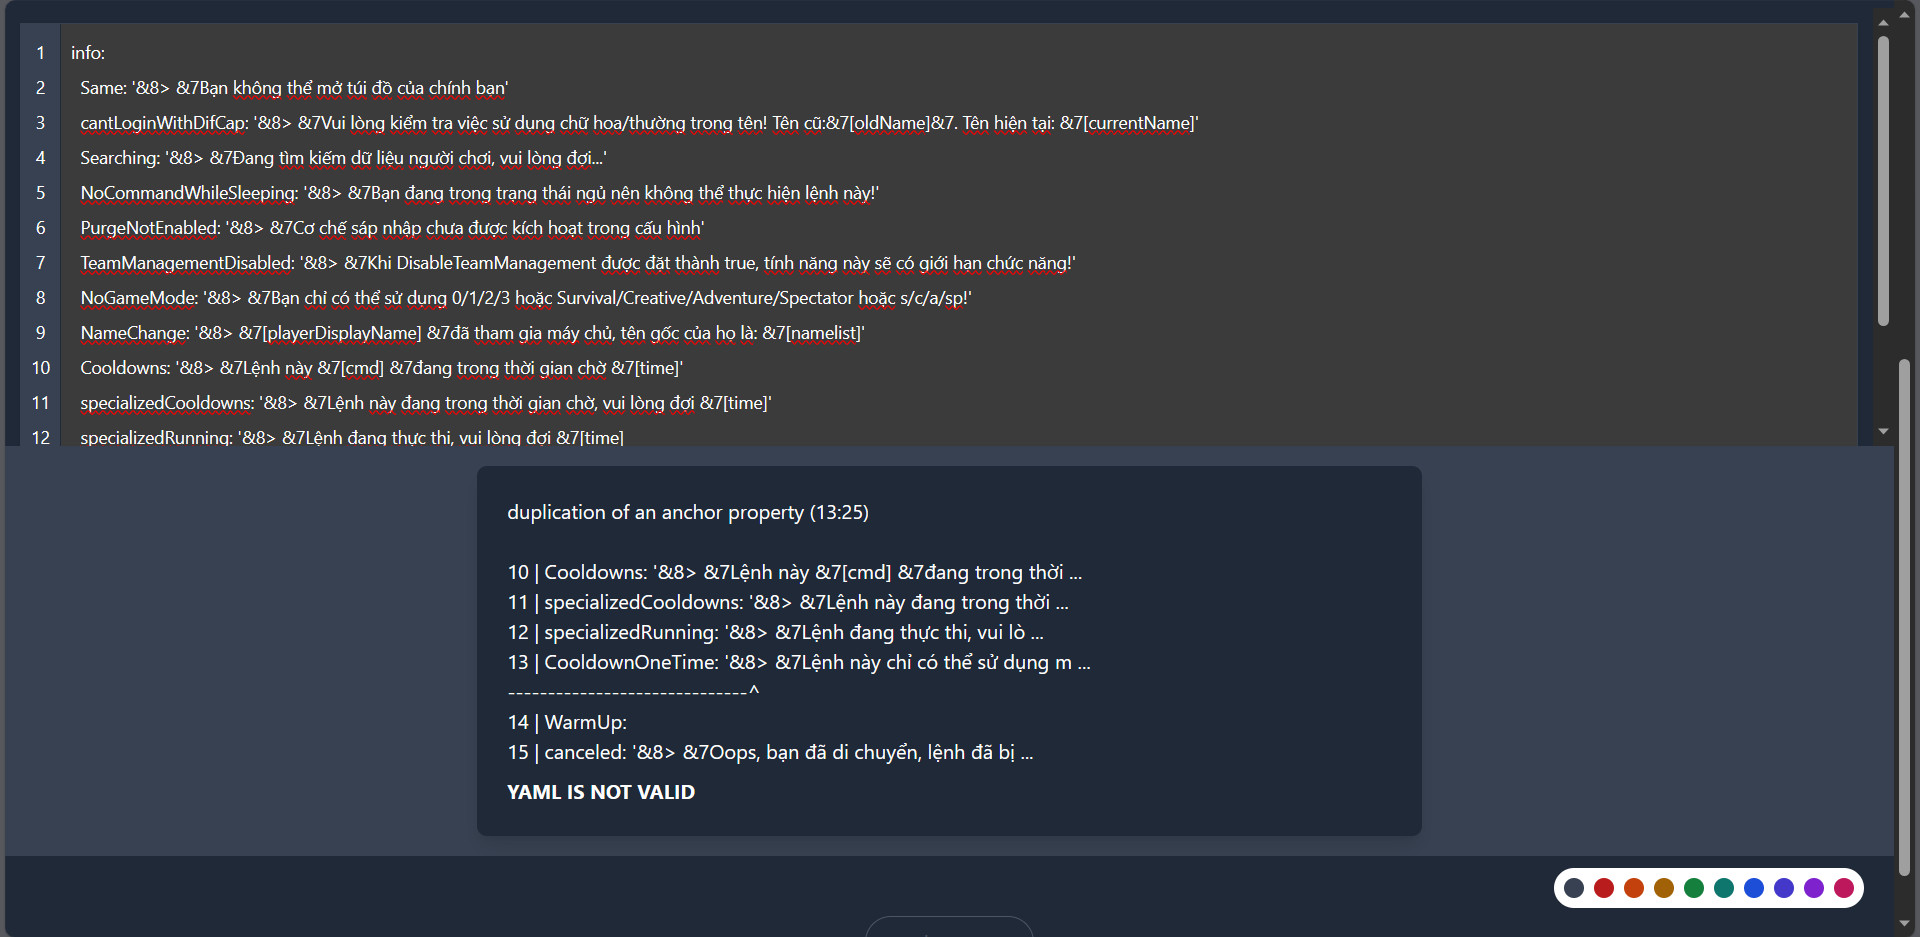 1 info:
2 Same: '&8> &7Bạn không thể mở túi đồ của chính bạn'
3 cantLoginWithDifCap: '&8> &7Vui lòng kiểm tra việc sử dụng chữ hoa/thường trong tên! Tên cũ:&7[oldName]&7. Tên hiện tại: &7[currentName]'
4 Searching: '&8> &7Đang tìm kiếm dữ liệu người chơi, vui lòng đợi...'
5 NoCommandWhileSleeping: '&8> &7Bạn đang trong trạng thái ngủ nên không thể thực hiện lệnh này!'
6 PurgeNotEnabled: '&8> &7Cơ chế sáp nhập chưa được kích hoạt trong cấu hình'
7 TeamManagementDisabled: '&8> &7Khi DisableTeamManagement được đặt thành true, tính năng này sẽ có giới hạn chức năng!'
8 NoGameMode: '&8> &7Bạn chỉ có thể sử dụng 0/1/2/3 hoặc Survival/Creative/Adventure/Spectator hoặc s/c/a/sp!'
9 NameChange: '&8> &7[playerDisplayName] &7đã tham gia máy chủ, tên gốc của họ là: &7[namelist]'
10 Cooldowns: '&8> &7Lệnh này &7[cmd] &7đang trong thời gian chờ &7[time]'
11 specializedCooldowns: '&8> &7Lệnh này đang trong thời gian chờ, vui lòng đợi &7[time]'
12 specializedRunning: '&8> &7Lệnh đang thực thi, vui lòng đợi &7[time]
duplication of an anchor property (13:25)
10 | Cooldowns: '&8> &7Lệnh này &7[cmd] &7đang trong thời ...
11 | specializedCooldowns: '&8> &7Lệnh này đang trong thời ...
12 | specializedRunning: '&8> &7Lệnh đang thực thi, vui lò ...
13 | CooldownOneTime: '&8> &7Lệnh này chỉ có thể sử dụng m ...
------------------------------^
14 | WarmUp:
15 | canceled: '&8> &7Oops, bạn đã di chuyển, lệnh đã bị ...
YAML IS NOT VALID